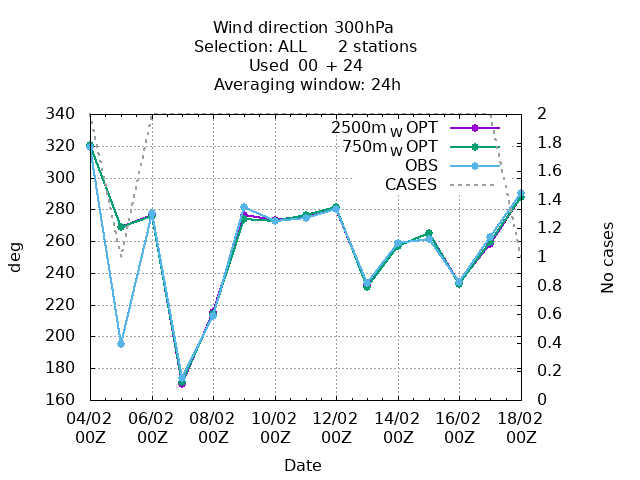 Wind direction 300hPa
Selection: ALL 2 stations
Used 00 + 24
Averaging window: 24h
340
320
300
280
260
240
220
200
180
160
2
1.8
1.6
1.4
1.2
1
0.8
0.6
0.4
0.2
0
deg
No cases
2500m W OPT
750m W OPT
OBS
CASES
04/02 06/02 08/02 10/02 12/02 14/02 16/02 18/02
00Z 00Z 00Z 00Z 00Z 00Z 00Z 00Z
Date